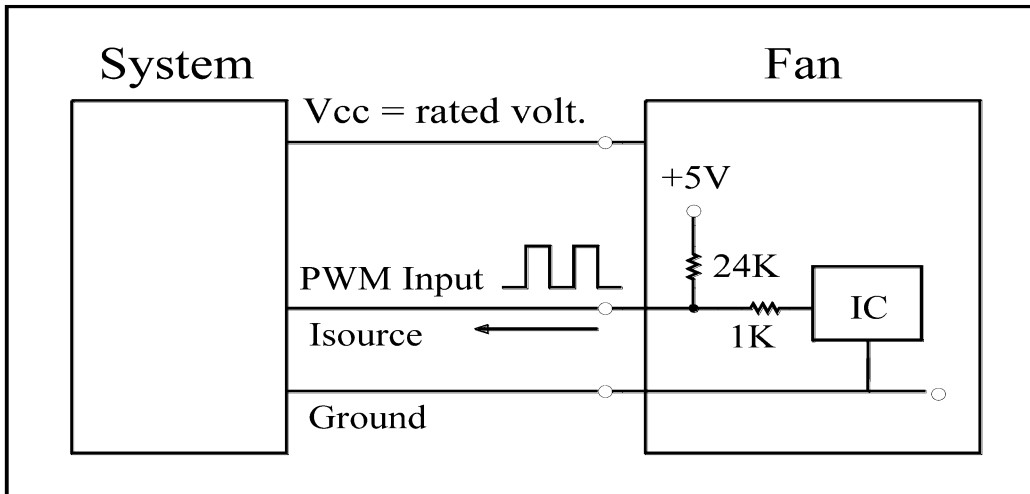 System
Fan
Vcc = rated volt.
+5V
24K
PWM Input
IC
1K
Isource
Ground